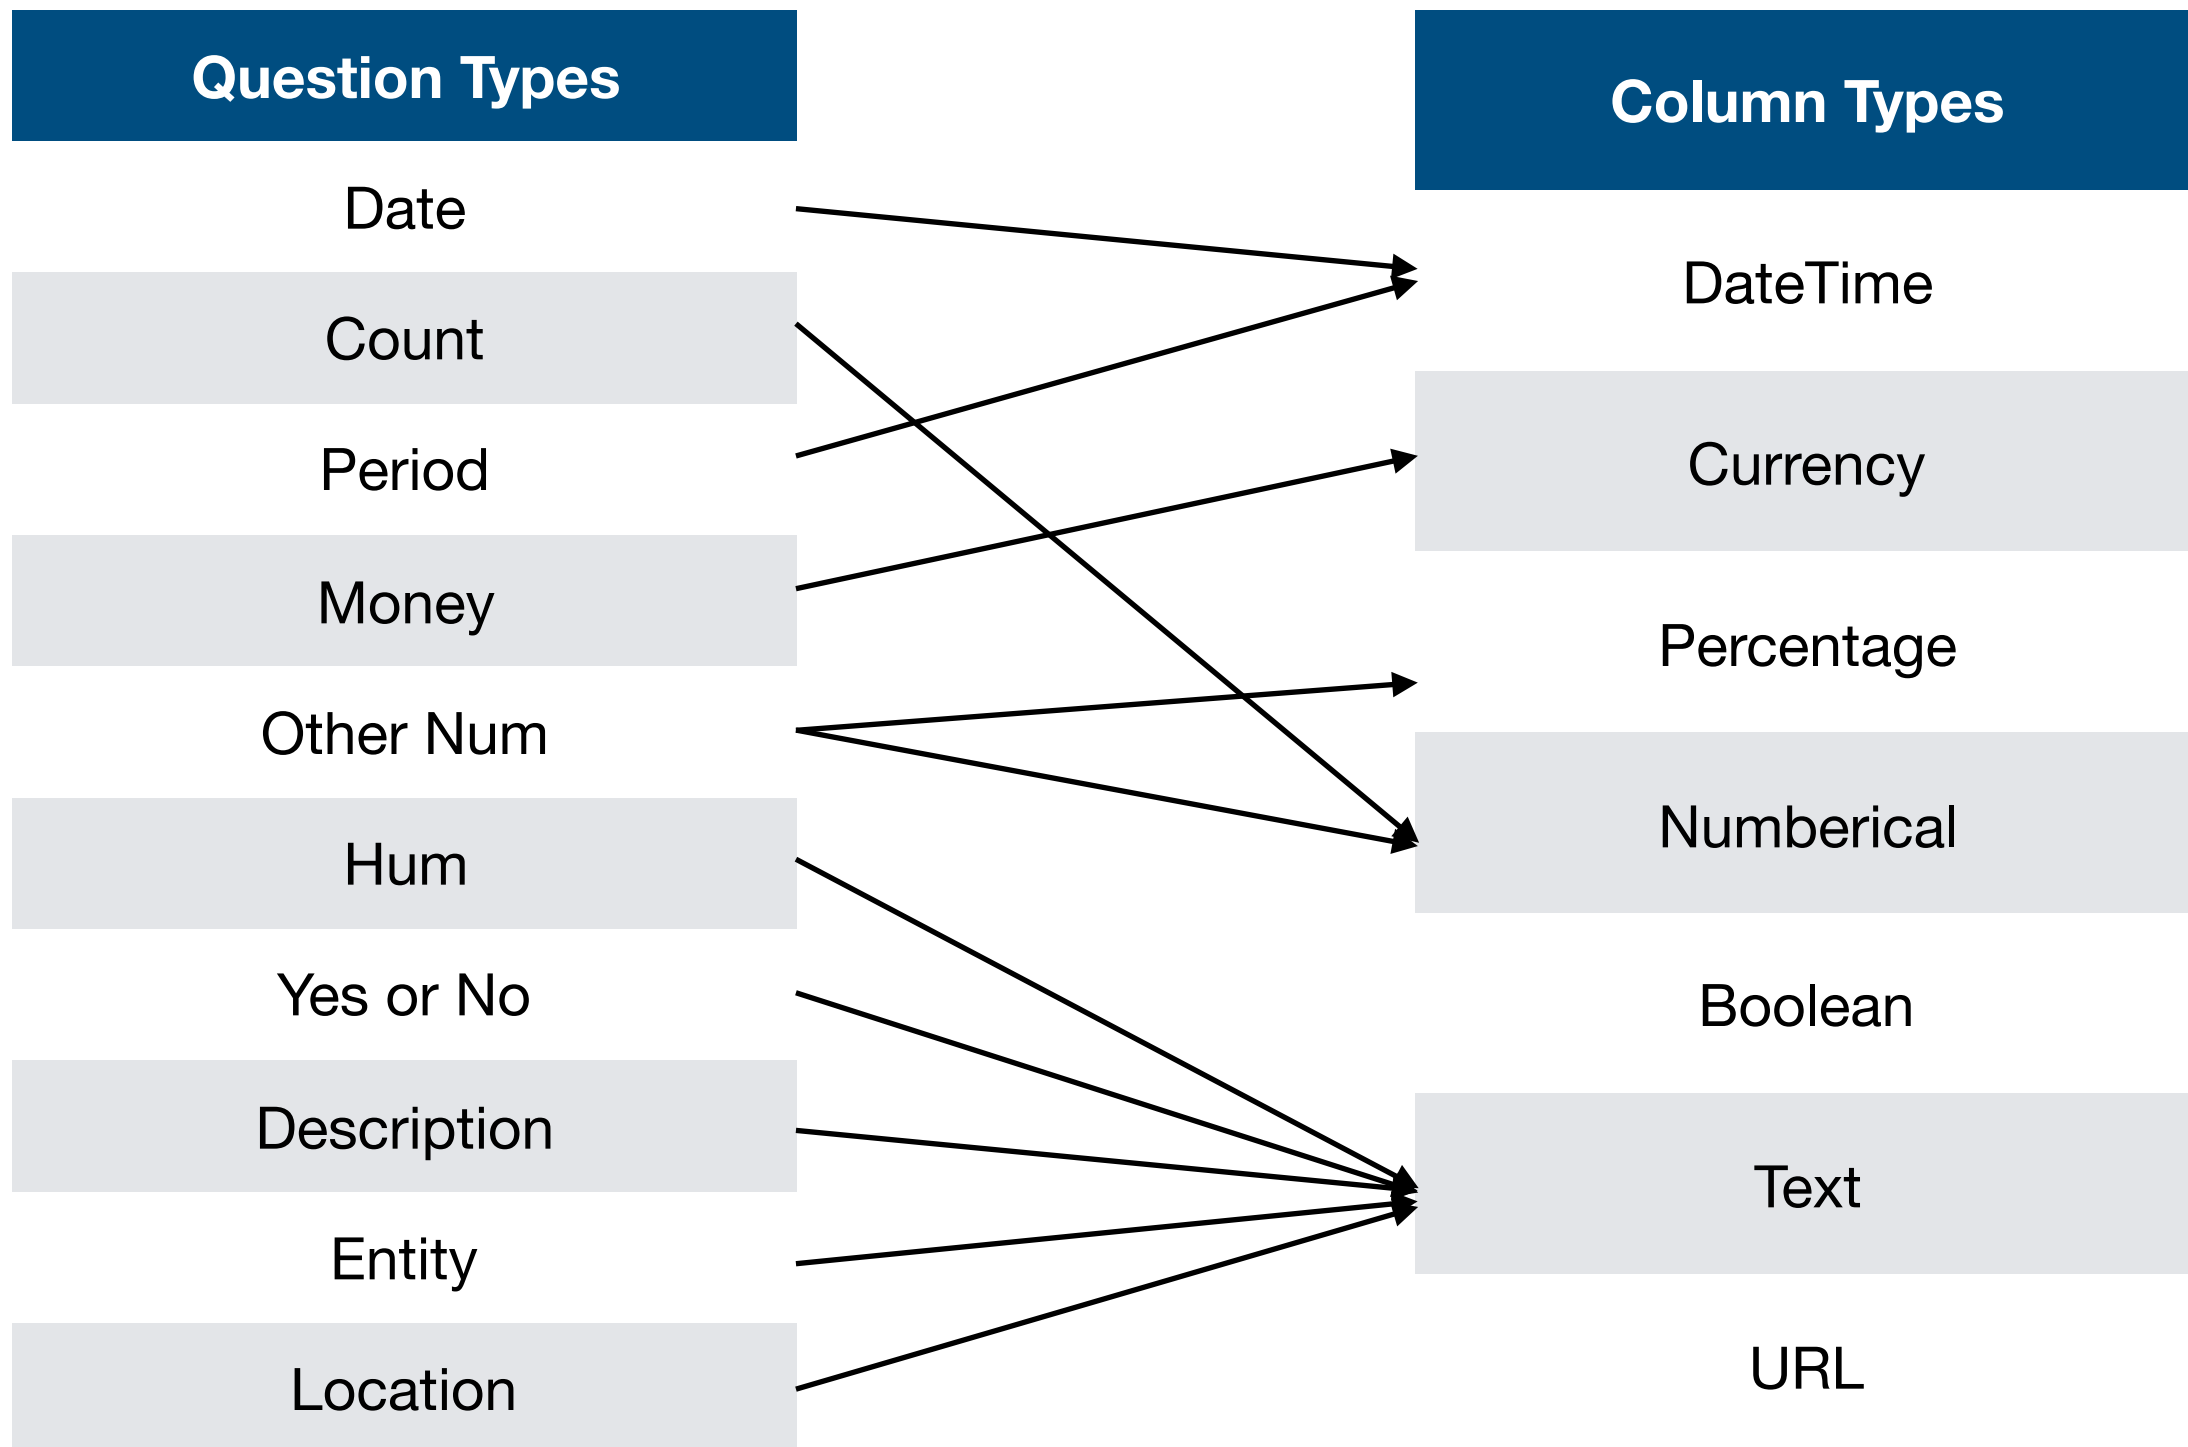 Question Types
Date
Count
Period
Money
Other Num
Hum
Yes or No
Description
Entity
Location
Column Types
DateTime
Currency
Percentage
Numberical
Boolean
Text
URL